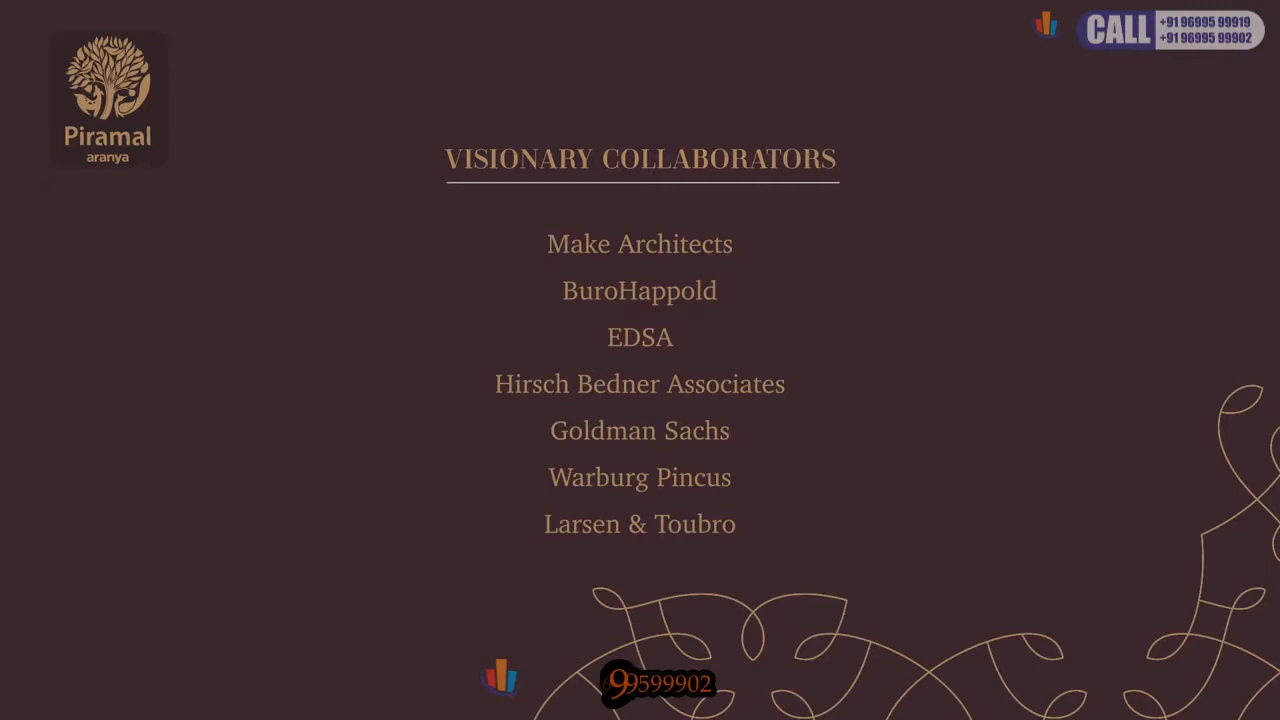 CALL
+91 96995 99919
+91 96995 99902
Piramal
aranya
VISIONARY COLLABORATORS
Make Architects
BuroHappold
EDSA
Hirsch Bedner Associates
Goldman Sachs
Warburg Pincus
Larsen & Toubro